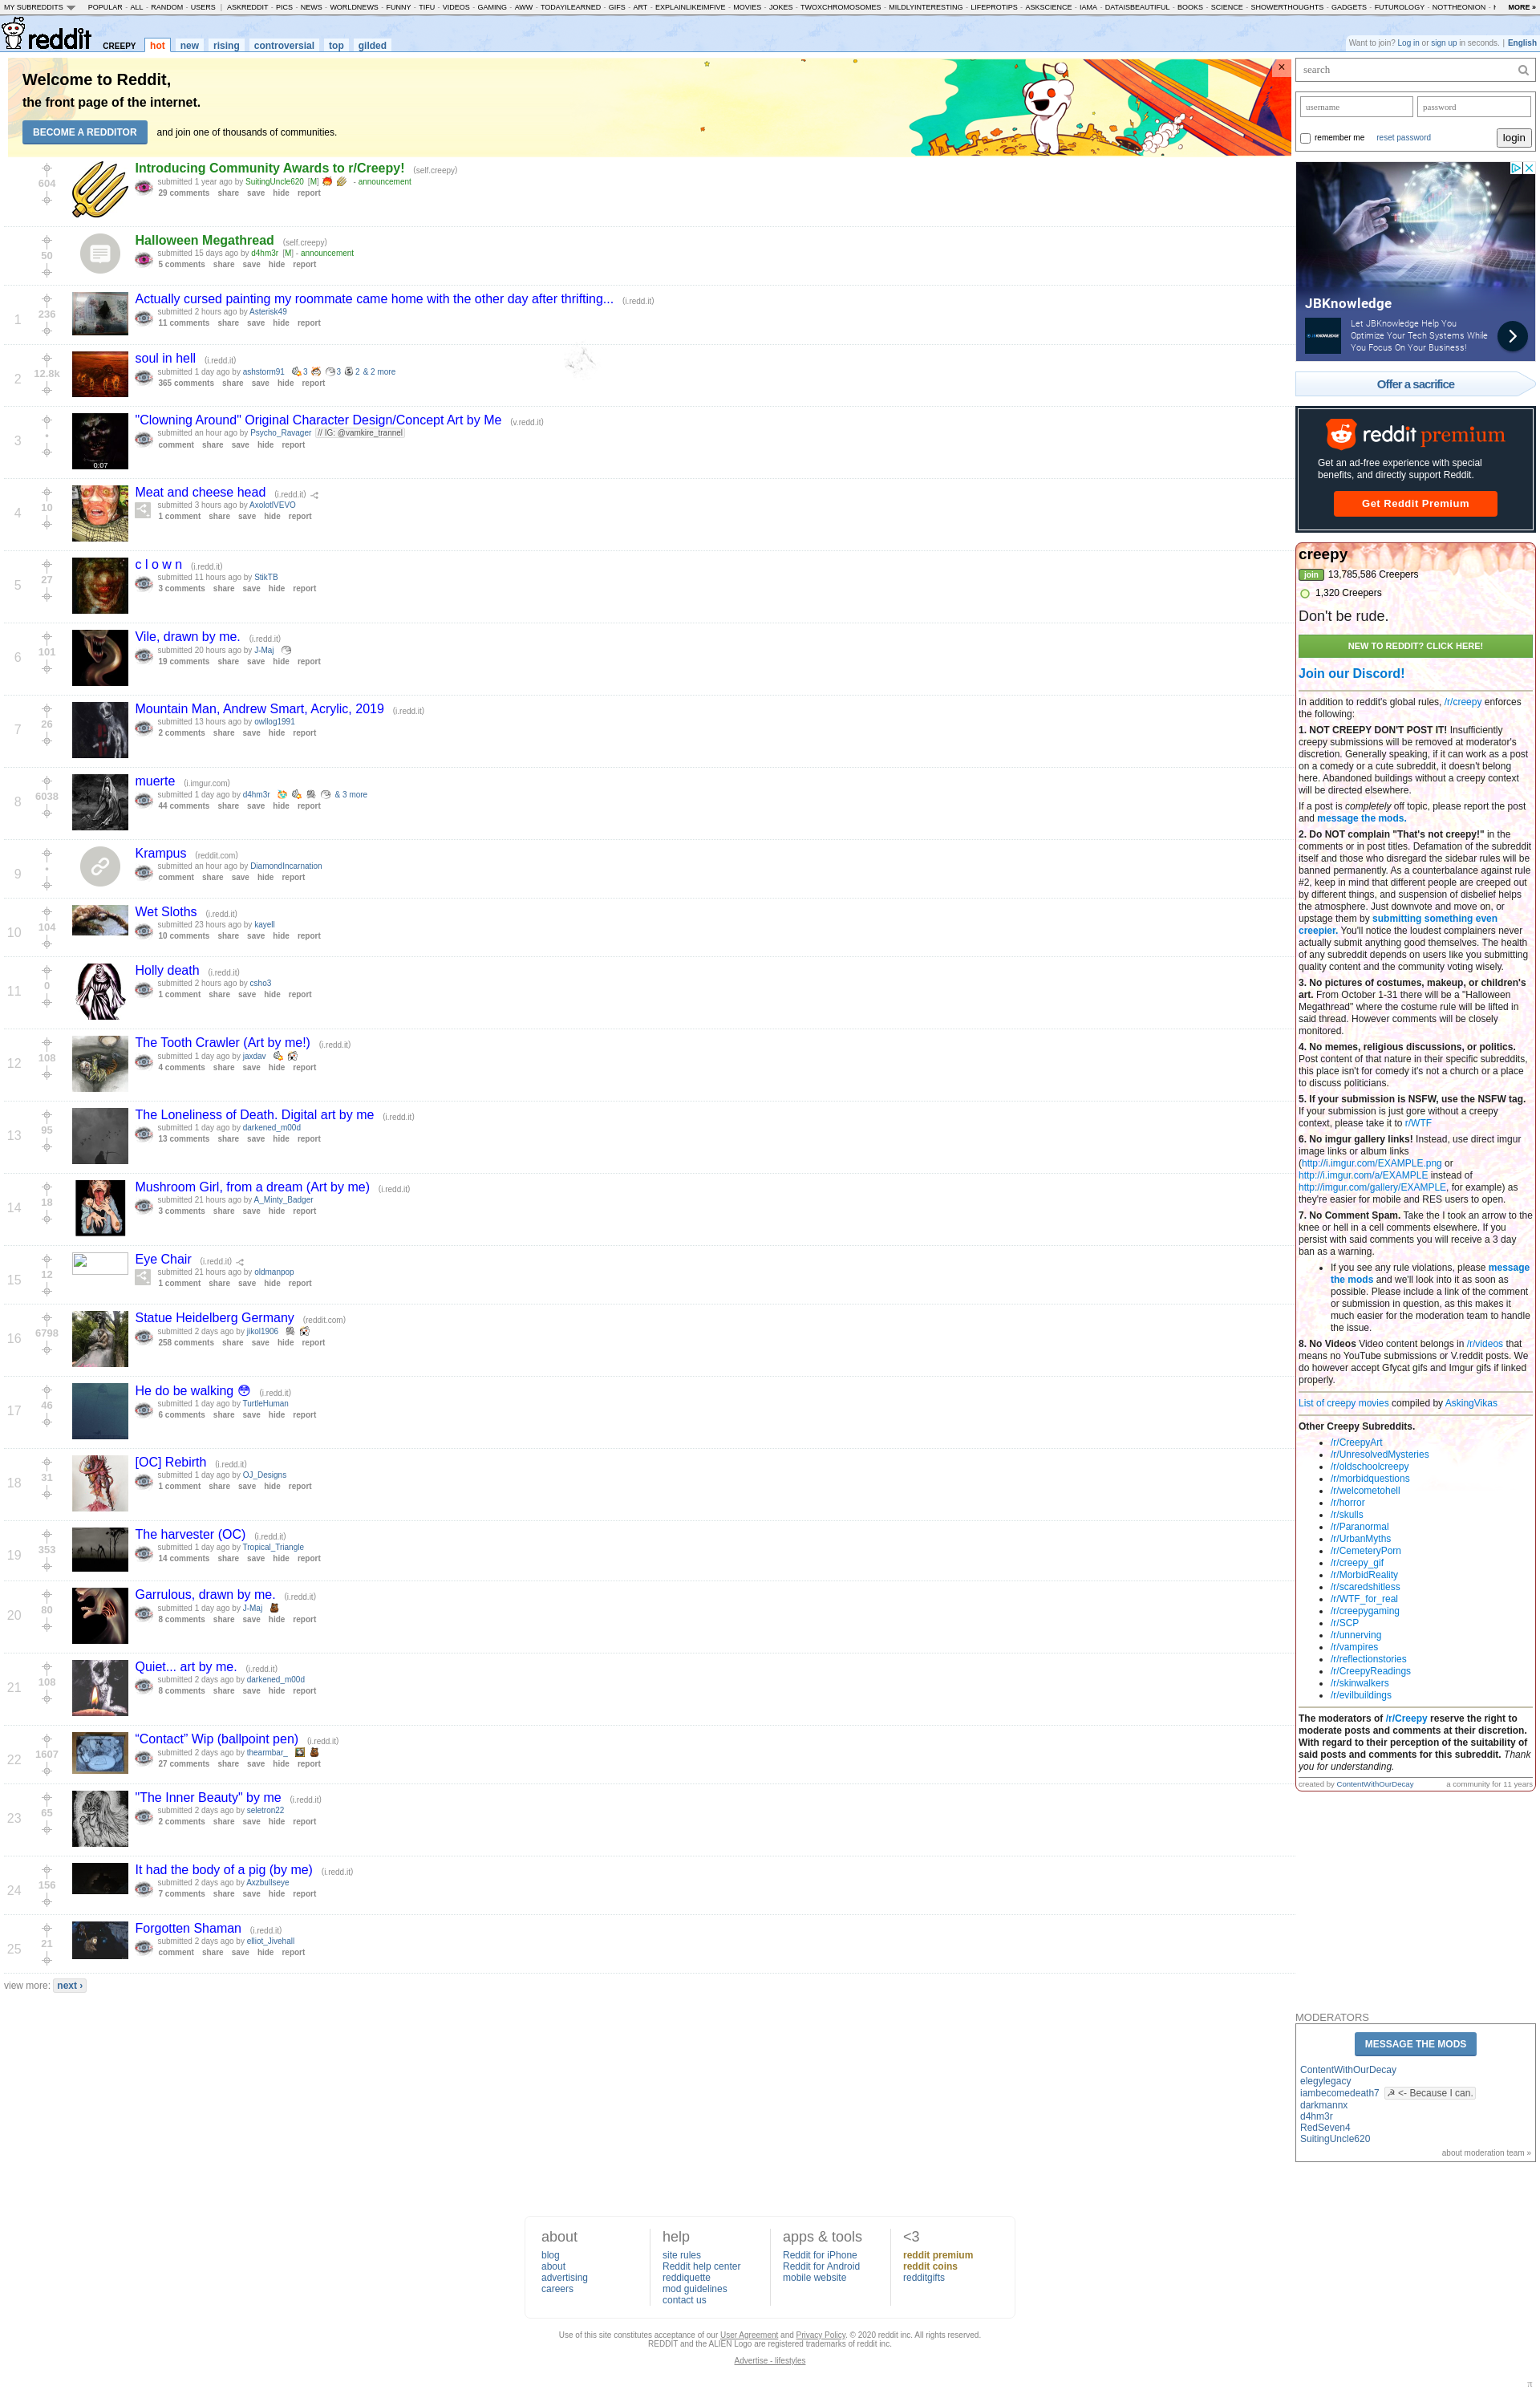 MY SUBREDDITS POPULAR - ALL - RANDOM - USERS | ASKREDDIT - PICS - NEWS - WORLDNEWS - FUNNY - TIFU - VIDEOS - GAMING - AWW - TODAYILEARNED - GIFS - ART - EXPLAINLIKEIMFIVE - MOVIES - JOKES - TWOXCHROMOSOMES - MILDLYINTERESTING - LIFEPROTIPS - ASKSCIENCE - IAMA - DATAISBEAUTIFUL - BOOKS - SCIENCE - SHOWERTHOUGHTS - GADGETS - FUTUROLOGY - NOTTHEONION - MORE »
reddit CREEPY hot new rising controversial top gilded
Want to join? Log in or sign up in seconds. | English
Welcome to Reddit,
the front page of the internet.
BECOME A REDDITOR and join one of thousands of communities.
×
604
Introducing Community Awards to r/Creepy! (self.creepy)
submitted 1 year ago by SuitingUncle620 [M] - announcement
29 comments share save hide report
50
Halloween Megathread (self.creepy)
submitted 15 days ago by d4hm3r [M] - announcement
5 comments share save hide report
1 236
Actually cursed painting my roommate came home with the other day after thrifting... (i.redd.it)
submitted 2 hours ago by Asterisk49
11 comments share save hide report
2 12.8k
soul in hell (i.redd.it)
submitted 1 day ago by ashstorm91 3 3 2 & 2 more
365 comments share save hide report
3 •
"Clowning Around" Original Character Design/Concept Art by Me (v.redd.it)
submitted an hour ago by Psycho_Ravager // IG: @vamkire_trannel
comment share save hide report
0:07
4 10
Meat and cheese head (i.redd.it)
submitted 3 hours ago by AxolotlVEVO
1 comment share save hide report
5 27
c l o w n (i.redd.it)
submitted 11 hours ago by StikTB
3 comments share save hide report
6 101
Vile, drawn by me. (i.redd.it)
submitted 20 hours ago by J-Maj
19 comments share save hide report
7 26
Mountain Man, Andrew Smart, Acrylic, 2019 (i.redd.it)
submitted 13 hours ago by owllog1991
2 comments share save hide report
8 6038
muerte (i.imgur.com)
submitted 1 day ago by d4hm3r & 3 more
44 comments share save hide report
9 •
Krampus (reddit.com)
submitted an hour ago by DiamondIncarnation
comment share save hide report
10 104
Wet Sloths (i.redd.it)
submitted 23 hours ago by kayell
10 comments share save hide report
11 0
Holly death (i.redd.it)
submitted 2 hours ago by csho3
1 comment share save hide report
12 108
The Tooth Crawler (Art by me!) (i.redd.it)
submitted 1 day ago by jaxdav
4 comments share save hide report
13 95
The Loneliness of Death. Digital art by me (i.redd.it)
submitted 1 day ago by darkened_m00d
13 comments share save hide report
14 18
Mushroom Girl, from a dream (Art by me) (i.redd.it)
submitted 21 hours ago by A_Minty_Badger
3 comments share save hide report
15 12
Eye Chair (i.redd.it)
submitted 21 hours ago by oldmanpop
1 comment share save hide report
16 6798
Statue Heidelberg Germany (reddit.com)
submitted 2 days ago by jikol1906
258 comments share save hide report
17 46
He do be walking 😳 (i.redd.it)
submitted 1 day ago by TurtleHuman
6 comments share save hide report
18 31
[OC] Rebirth (i.redd.it)
submitted 1 day ago by OJ_Designs
1 comment share save hide report
19 353
The harvester (OC) (i.redd.it)
submitted 1 day ago by Tropical_Triangle
14 comments share save hide report
20 80
Garrulous, drawn by me. (i.redd.it)
submitted 1 day ago by J-Maj
8 comments share save hide report
21 108
Quiet... art by me. (i.redd.it)
submitted 2 days ago by darkened_m00d
8 comments share save hide report
22 1607
“Contact” Wip (ballpoint pen) (i.redd.it)
submitted 2 days ago by thearmbar_
27 comments share save hide report
23 65
"The Inner Beauty" by me (i.redd.it)
submitted 2 days ago by seletron22
2 comments share save hide report
24 156
It had the body of a pig (by me) (i.redd.it)
submitted 2 days ago by Axzbullseye
7 comments share save hide report
25 21
Forgotten Shaman (i.redd.it)
submitted 2 days ago by elliot_Jivehall
comment share save hide report
view more: next ›
search
username password
remember me reset password login
JBKnowledge
JBKNOWLEDGE
Let JBKnowledge Help You
Optimize Your Tech Systems While
You Focus On Your Business!
Offer a sacrifice
reddit premium
Get an ad-free experience with special
benefits, and directly support Reddit.
Get Reddit Premium
creepy
join 13,785,586 Creepers
1,320 Creepers
Don't be rude.
NEW TO REDDIT? CLICK HERE!
Join our Discord!
In addition to reddit's global rules, /r/creepy enforces
the following:
1. NOT CREEPY DON'T POST IT! Insufficiently
creepy submissions will be removed at moderator's
discretion. Generally speaking, if it can work as a post
on a comedy or a cute subreddit, it doesn't belong
here. Abandoned buildings without a creepy context
will be directed elsewhere.
If a post is completely off topic, please report the post
and message the mods.
2. Do NOT complain "That's not creepy!" in the
comments or in post titles. Defamation of the subreddit
itself and those who disregard the sidebar rules will be
banned permanently. As a counterbalance against rule
#2, keep in mind that different people are creeped out
by different things, and suspension of disbelief helps
the atmosphere. Just downvote and move on, or
upstage them by submitting something even
creepier. You'll notice the loudest complainers never
actually submit anything good themselves. The health
of any subreddit depends on users like you submitting
quality content and the community voting wisely.
3. No pictures of costumes, makeup, or children's
art. From October 1-31 there will be a "Halloween
Megathread" where the costume rule will be lifted in
said thread. However comments will be closely
monitored.
4. No memes, religious discussions, or politics.
Post content of that nature in their specific subreddits,
this place isn't for comedy it's not a church or a place
to discuss politicians.
5. If your submission is NSFW, use the NSFW tag.
If your submission is just gore without a creepy
context, please take it to r/WTF
6. No imgur gallery links! Instead, use direct imgur
image links or album links
(http://i.imgur.com/EXAMPLE.png or
http://i.imgur.com/a/EXAMPLE instead of
http://imgur.com/gallery/EXAMPLE, for example) as
they're easier for mobile and RES users to open.
7. No Comment Spam. Take the I took an arrow to the
knee or hell in a cell comments elsewhere. If you
persist with said comments you will receive a 3 day
ban as a warning.
• If you see any rule violations, please message
the mods and we'll look into it as soon as
possible. Please include a link of the comment
or submission in question, as this makes it
much easier for the moderation team to handle
the issue.
8. No Videos Video content belongs in /r/videos that
means no YouTube submissions or V.reddit posts. We
do however accept Gfycat gifs and Imgur gifs if linked
properly.
List of creepy movies compiled by AskingVikas
Other Creepy Subreddits.
• /r/CreepyArt
• /r/UnresolvedMysteries
• /r/oldschoolcreepy
• /r/morbidquestions
• /r/welcometohell
• /r/horror
• /r/skulls
• /r/Paranormal
• /r/UrbanMyths
• /r/CemeteryPorn
• /r/creepy_gif
• /r/MorbidReality
• /r/scaredshitless
• /r/WTF_for_real
• /r/creepygaming
• /r/SCP
• /r/unnerving
• /r/vampires
• /r/reflectionstories
• /r/CreepyReadings
• /r/skinwalkers
• /r/evilbuildings
The moderators of /r/Creepy reserve the right to
moderate posts and comments at their discretion.
With regard to their perception of the suitability of
said posts and comments for this subreddit. Thank
you for understanding.
created by ContentWithOurDecay a community for 11 years
MODERATORS
MESSAGE THE MODS
ContentWithOurDecay
elegylegacy
iambecomedeath7 ☭ <- Because I can.
darkmannx
d4hm3r
RedSeven4
SuitingUncle620
about moderation team »
about
blog
about
advertising
careers
help
site rules
Reddit help center
reddiquette
mod guidelines
contact us
apps & tools
Reddit for iPhone
Reddit for Android
mobile website
<3
reddit premium
reddit coins
redditgifts
Use of this site constitutes acceptance of our User Agreement and Privacy Policy. © 2020 reddit inc. All rights reserved.
REDDIT and the ALIEN Logo are registered trademarks of reddit inc.
Advertise - lifestyles
π